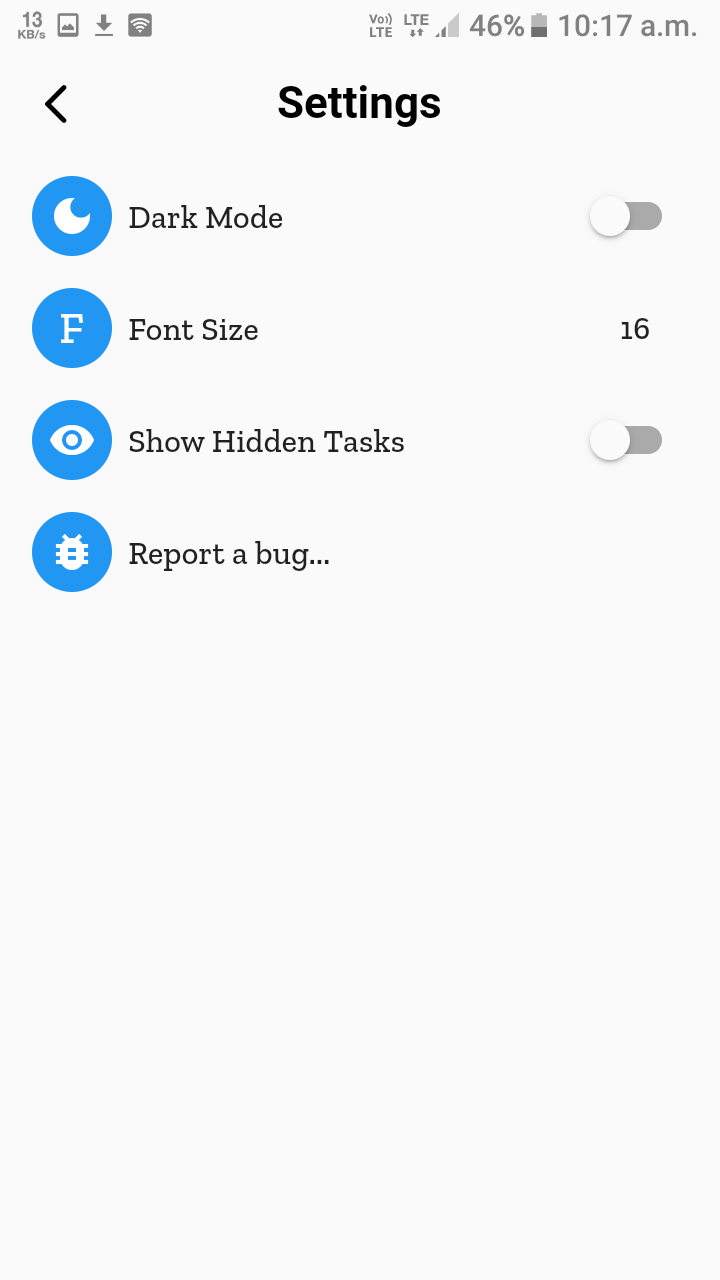 13
KB/s
Vo))
LTE
LTE
46%
10:17 a.m.
Settings
Dark Mode
F
Font Size
16
Show Hidden Tasks
Report a bug...